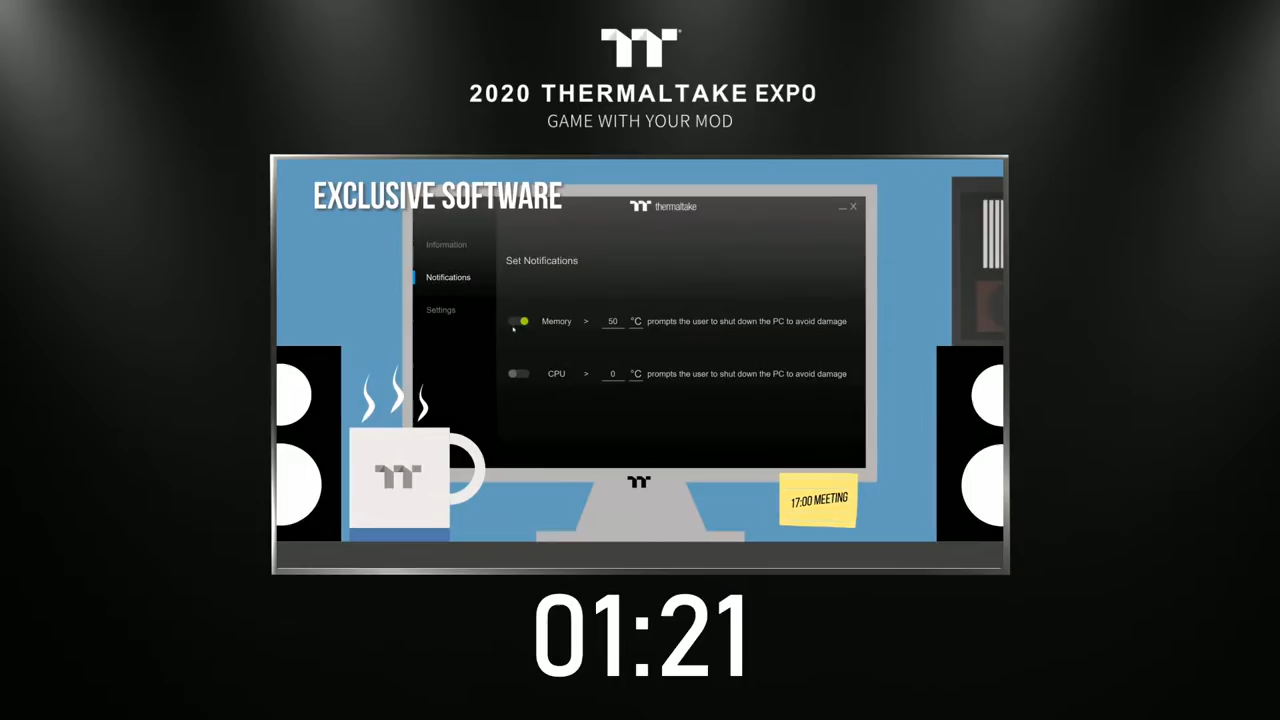 2020 THERMALTAKE EXPO
GAME WITH YOUR MOD
EXCLUSIVE SOFTWARE
thermaltake
Information
Notifications
Settings
Set Notifications
Memory > 50 °C prompts the user to shut down the PC to avoid damage
CPU > 0 °C prompts the user to shut down the PC to avoid damage
17:00 MEETING
01:21